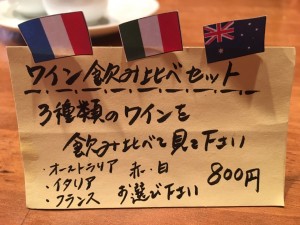 ワイン飲み比べセット
3種類のワインを
飲み比べて見て下さい
・オールトラリア 赤・白 800円
・イタリア
・フランス お選び下さい